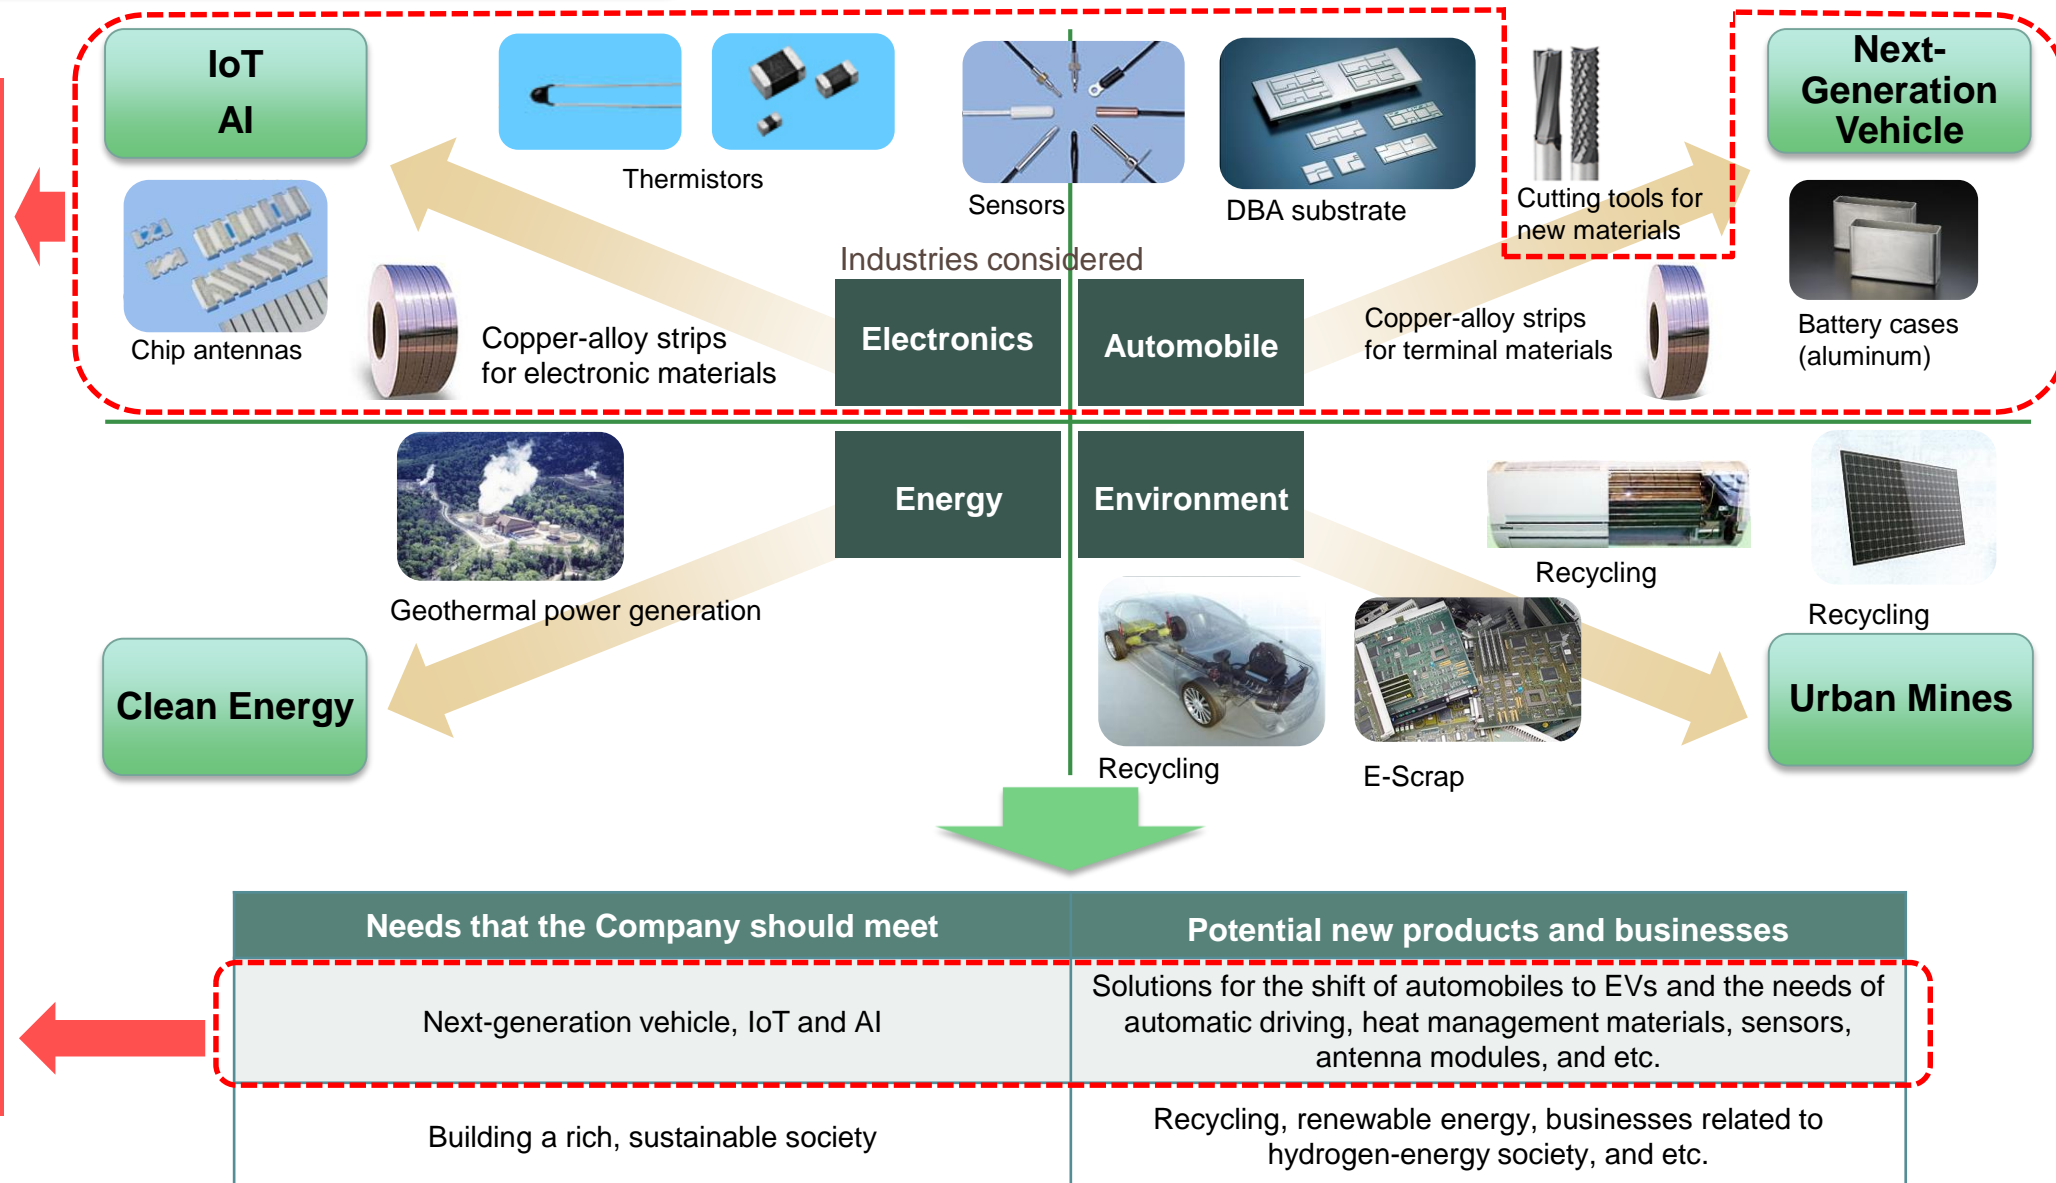 IoT
AI
Thermistors
Sensors
DBA substrate
Cutting tools for
new materials
Next-
Generation
Vehicle
Chip antennas
Copper-alloy strips
for electronic materials
Industries considered
Electronics
Automobile
Copper-alloy strips
for terminal materials
Battery cases
(aluminum)
Energy
Environment
Geothermal power generation
Clean Energy
Recycling
Recycling
Recycling
E-Scrap
Urban Mines
Needs that the Company should meet
Potential new products and businesses
Next-generation vehicle, IoT and AI
Solutions for the shift of automobiles to EVs and the needs of
automatic driving, heat management materials, sensors,
antenna modules, and etc.
Building a rich, sustainable society
Recycling, renewable energy, businesses related to
hydrogen-energy society, and etc.